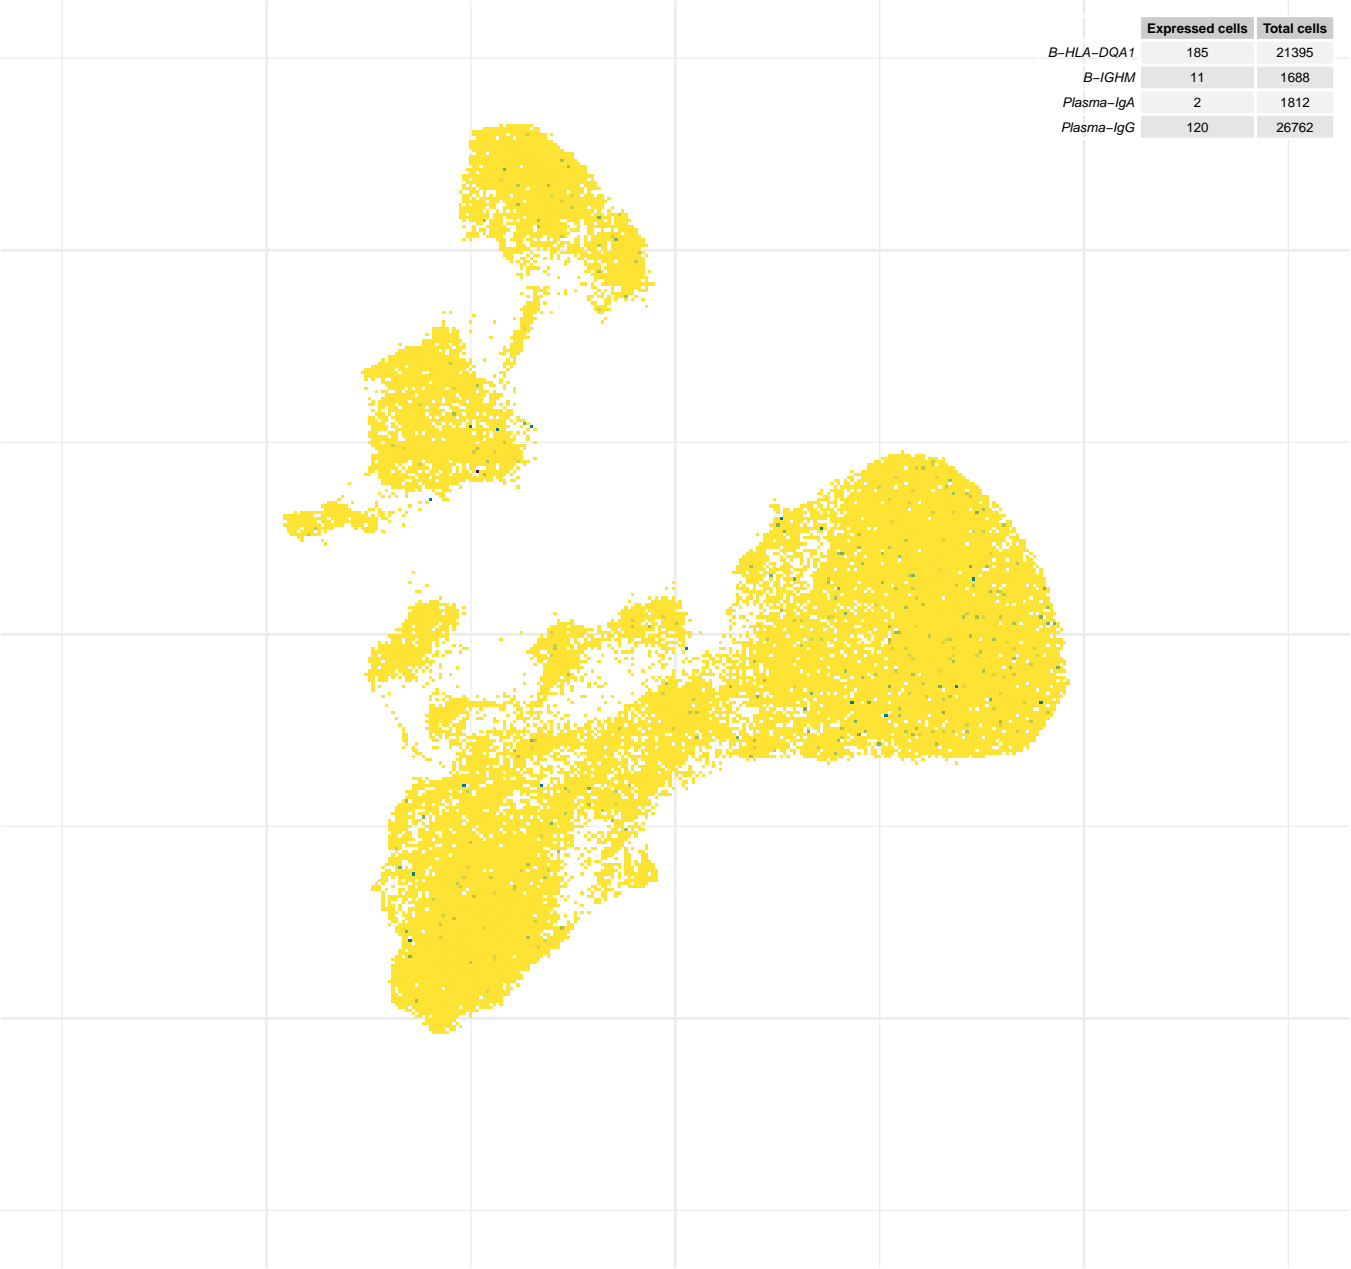 Expressed cells Total cells
B−HLA−DQA1 185 21395
B−IGHM 11 1688
Plasma−IgA 2 1812
Plasma−IgG 120 26762